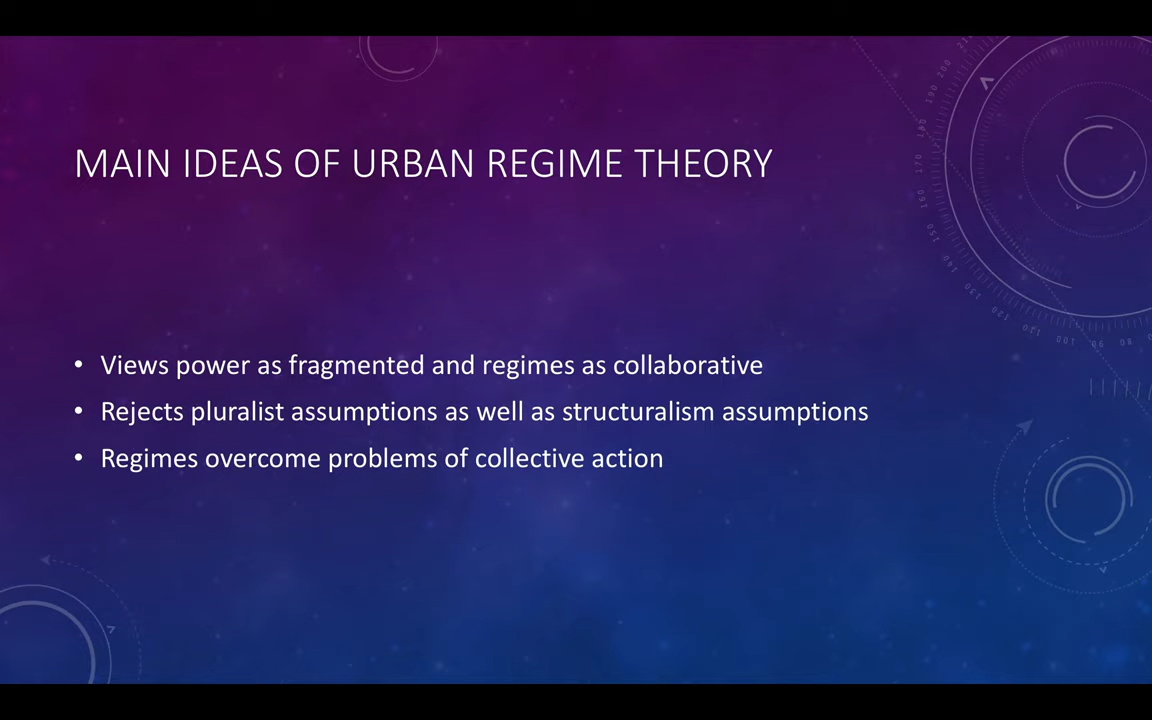 MAIN IDEAS OF URBAN REGIME THEORY
• Views power as fragmented and regimes as collaborative
• Rejects pluralist assumptions as well as structuralism assumptions
• Regimes overcome problems of collective action